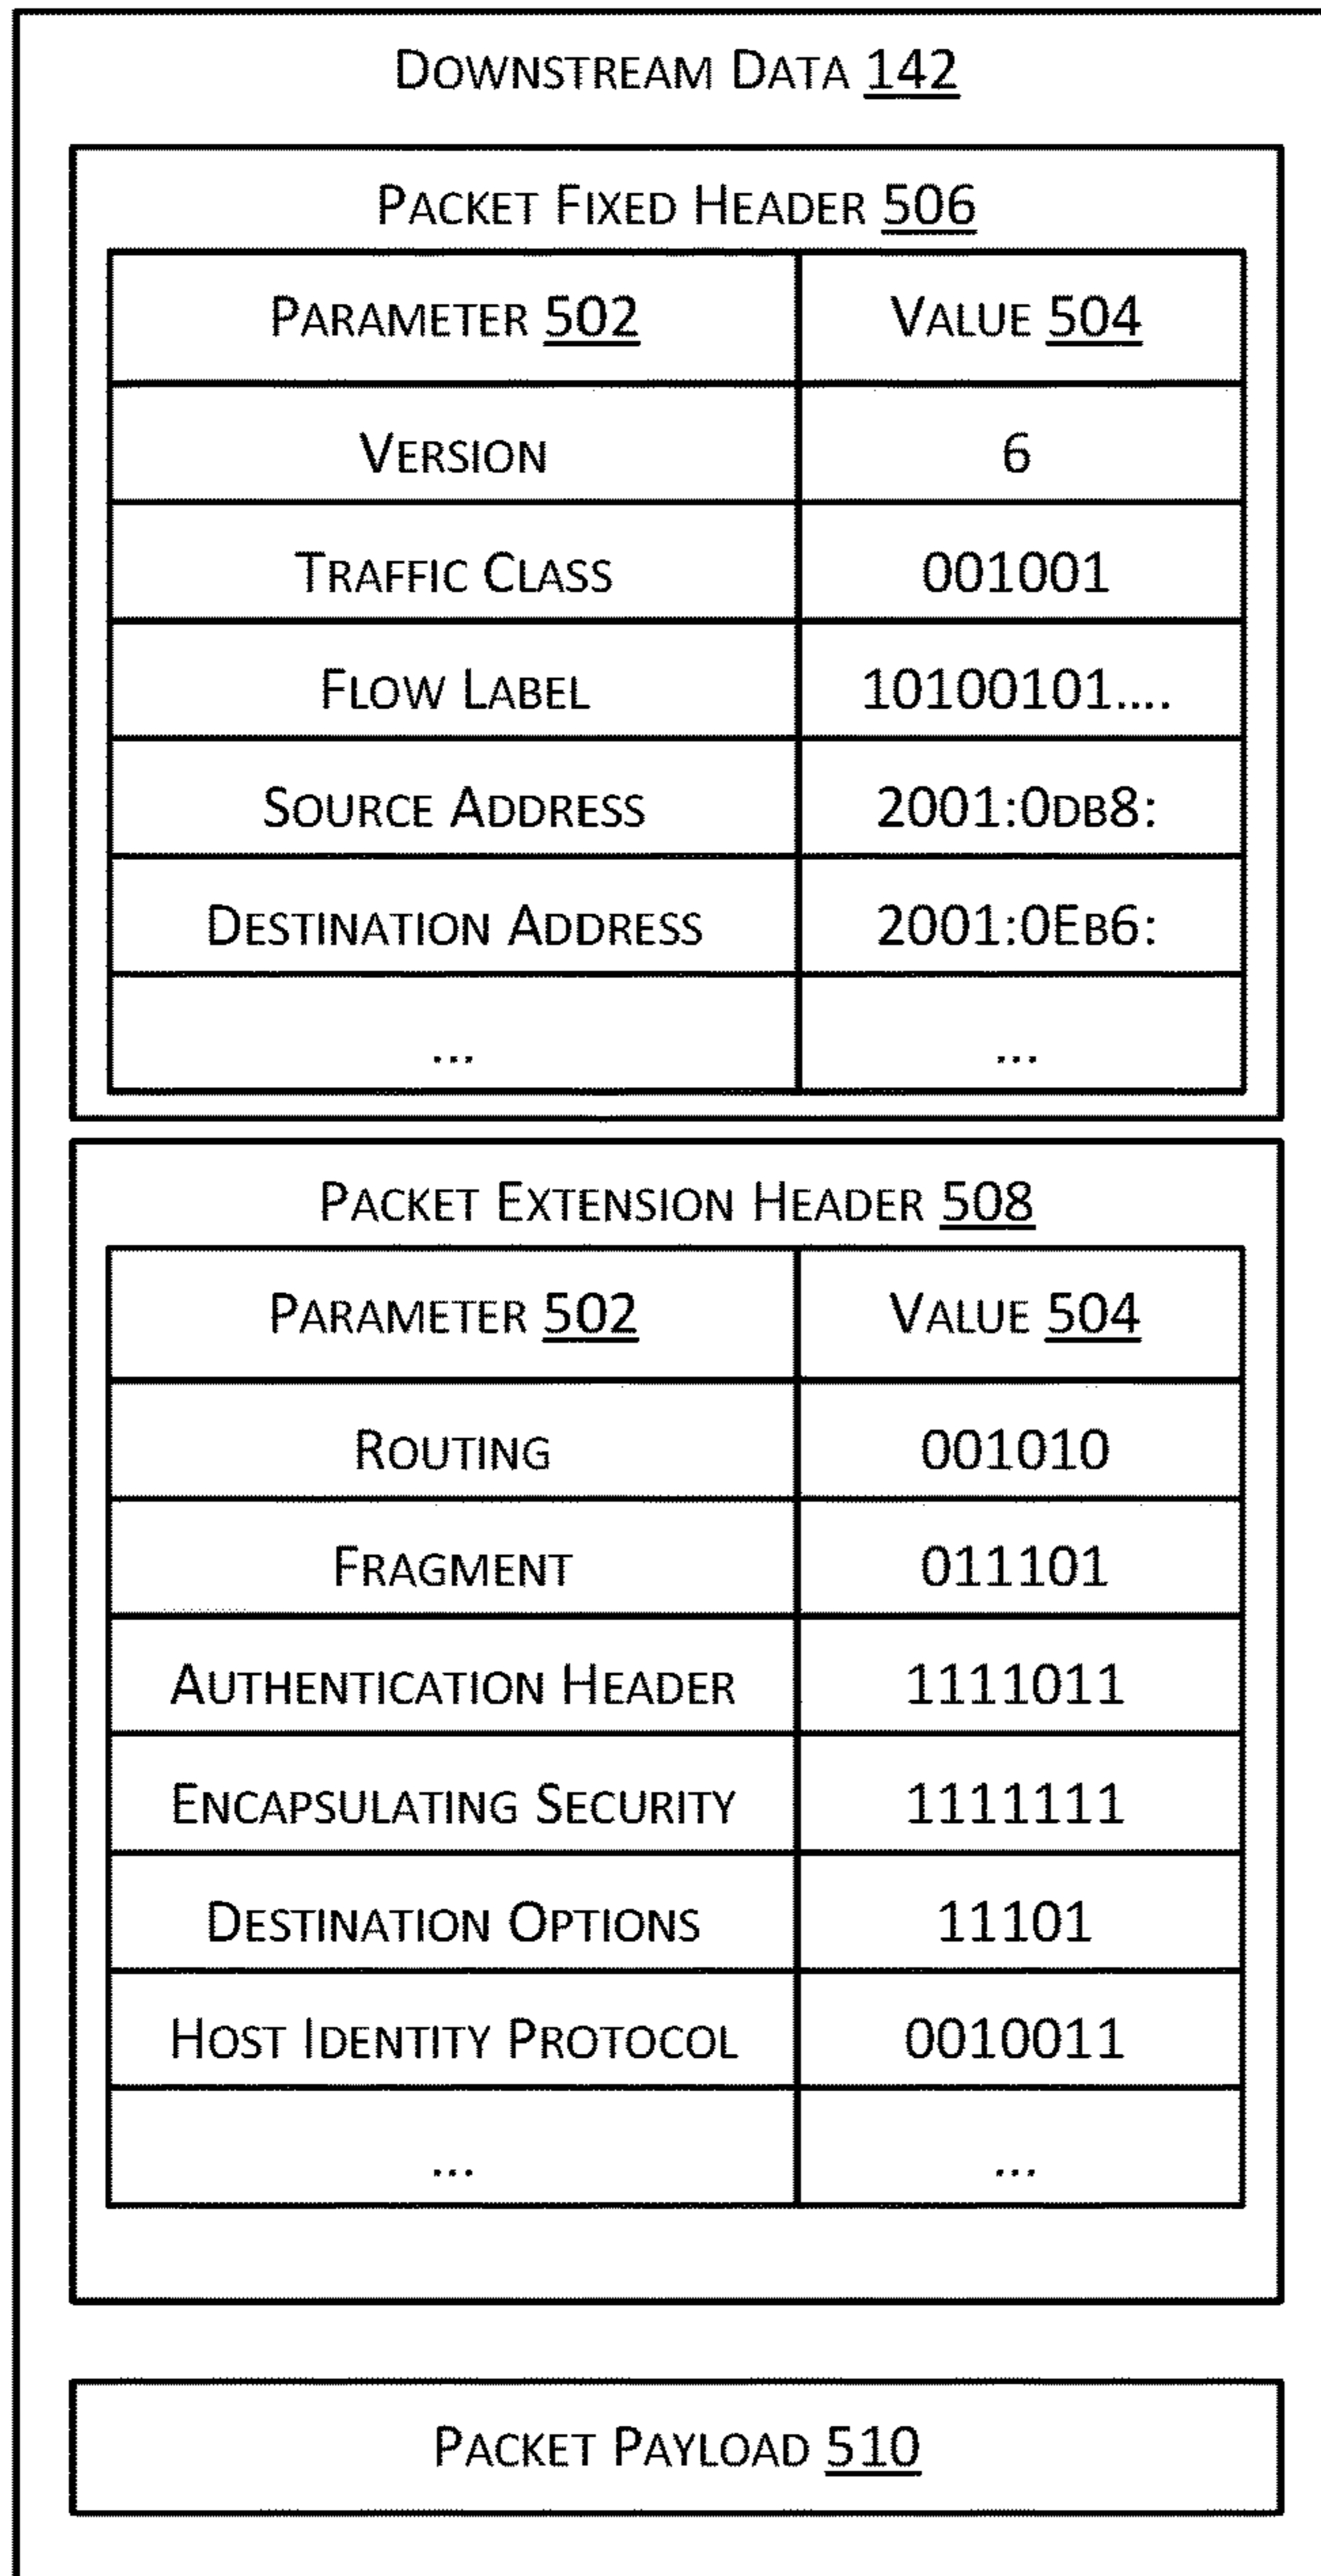 DOWNSTREAM DATA 142
PACKET FIXED HEADER 506
PARAMETER 502 VALUE 504
VERSION 6
TRAFFIC CLASS 001001
FLOW LABEL 10100101....
SOURCE ADDRESS 2001:0DB8:
DESTINATION ADDRESS 2001:0EB6:
... ...
PACKET EXTENSION HEADER 508
PARAMETER 502 VALUE 504
ROUTING 001010
FRAGMENT 011101
AUTHENTICATION HEADER 1111011
ENCAPSULATING SECURITY 1111111
DESTINATION OPTIONS 11101
HOST IDENTITY PROTOCOL 0010011
... ...
PACKET PAYLOAD 510